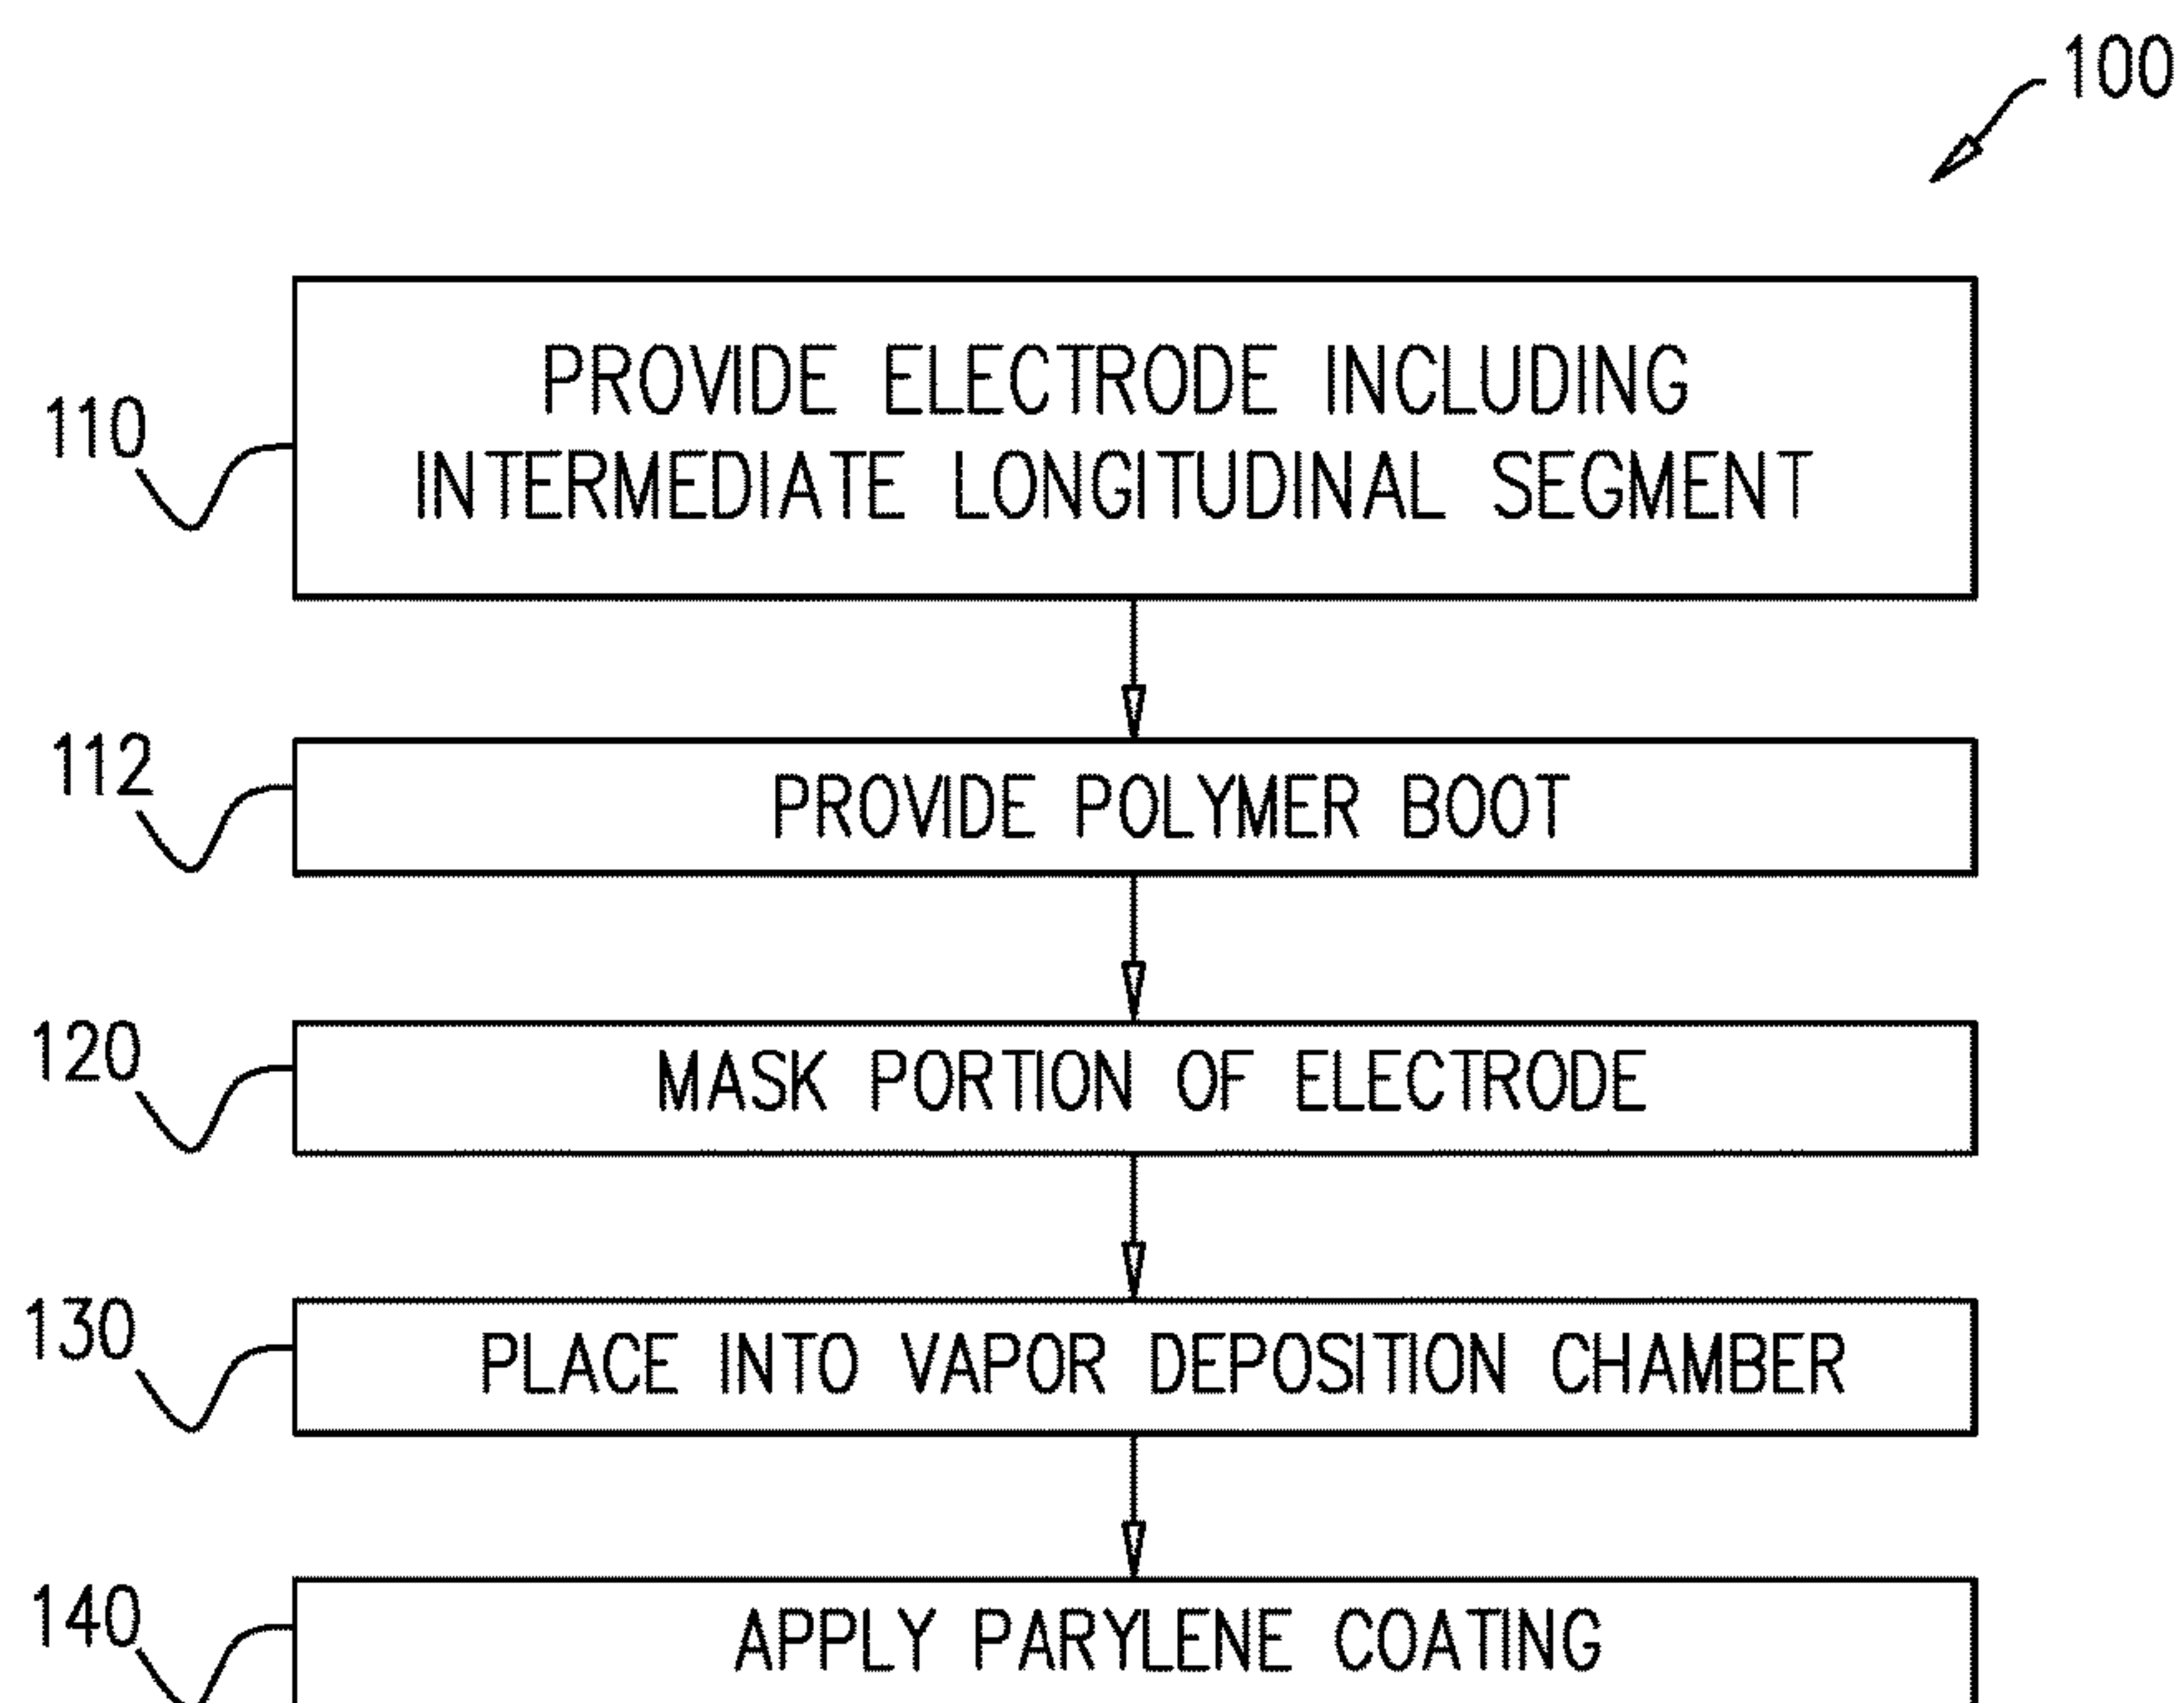 100
110
PROVIDE ELECTRODE INCLUDING
INTERMEDIATE LONGITUDINAL SEGMENT
112
PROVIDE POLYMER BOOT
120
MASK PORTION OF ELECTRODE
130
PLACE INTO VAPOR DEPOSITION CHAMBER
140
APPLY PARYLENE COATING